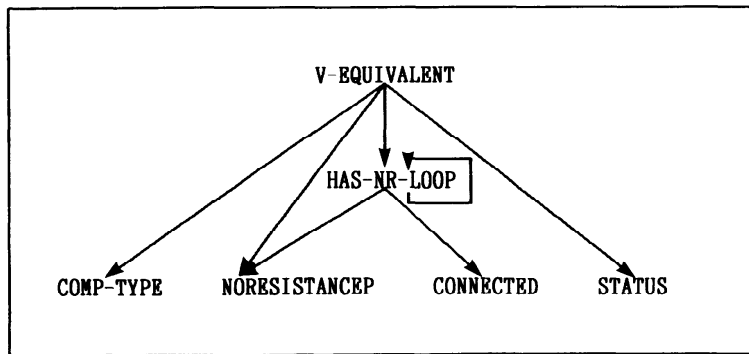 V-EQUIVALENT
HAS-NR-LOOP
COMP-TYPE NORESISTANCEP CONNECTED STATUS